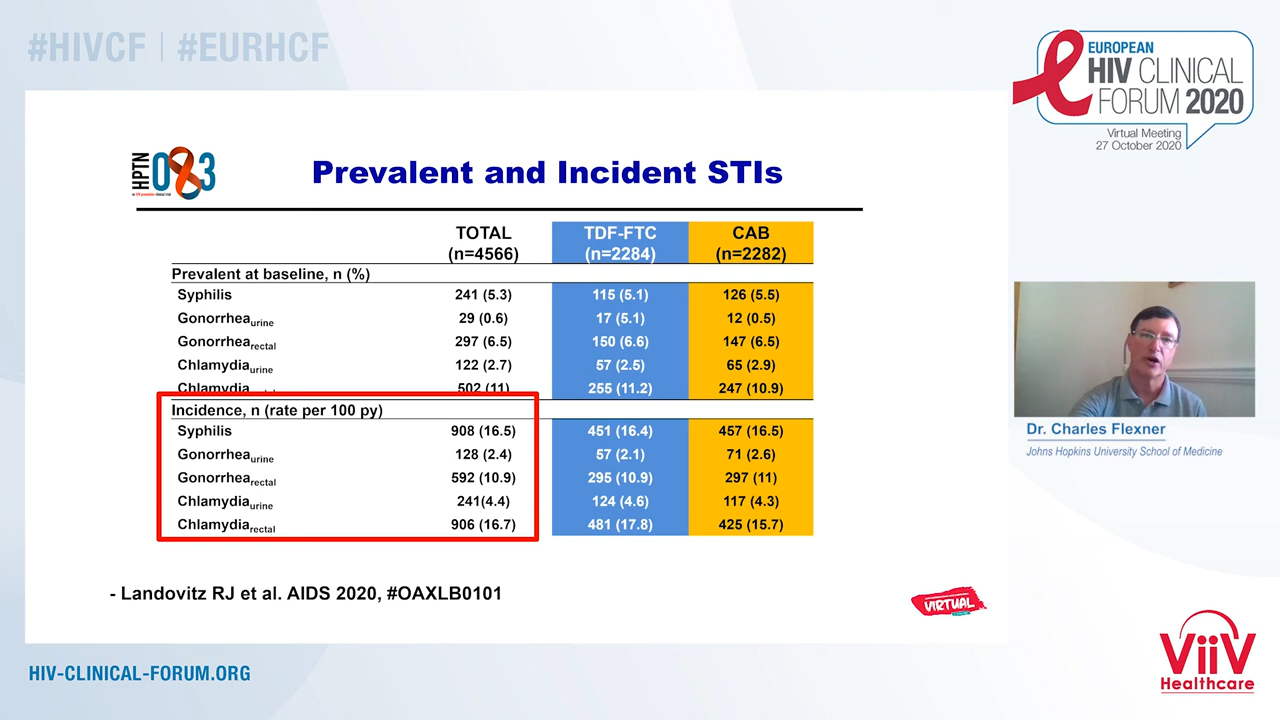 #HIVCF | #EURHCF
EUROPEAN
HIV CLINICAL
FORUM 2020
Virtual Meeting
27 October 2020
HPTN
083
Prevalent and Incident STIs
TOTAL TDF-FTC CAB
(n=4566) (n=2284) (n=2282)
Prevalent at baseline, n (%)
Syphilis 241 (5.3) 115 (5.1) 126 (5.5)
Gonorrheaurine 29 (0.6) 17 (5.1) 12 (0.5)
Gonorrhearectal 297 (6.5) 150 (6.6) 147 (6.5)
Chlamydiaurine 122 (2.7) 57 (2.5) 65 (2.9)
Chlamydia 502 (11) 255 (11.2) 247 (10.9)
Incidence, n (rate per 100 py)
Syphilis 908 (16.5) 451 (16.4) 457 (16.5)
Gonorrheaurine 128 (2.4) 57 (2.1) 71 (2.6)
Gonorrhearectal 592 (10.9) 295 (10.9) 297 (11)
Chlamydiaurine 241(4.4) 124 (4.6) 117 (4.3)
Chlamydiarectal 906 (16.7) 481 (17.8) 425 (15.7)
- Landovitz RJ et al. AIDS 2020, #OAXLB0101
VIRTUAL
Dr. Charles Flexner
Johns Hopkins University School of Medicine
HIV-CLINICAL-FORUM.ORG
ViiV
Healthcare